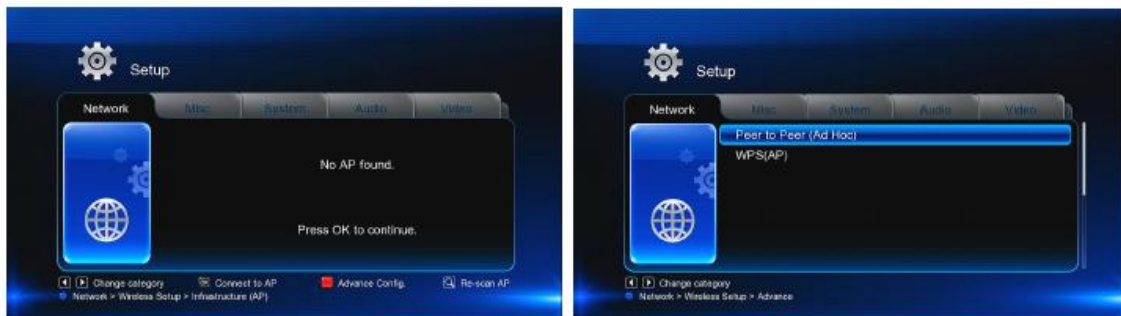 Setup
Network Misc System Audio Video
No AP found.
Press OK to continue.
Change category Connect to AP Advance Config. Re-scan AP
Network > Wireless Setup > Infrastructure (AP)
Setup
Network Misc System Audio Video
Peer to Peer (Ad Hoc)
WPS(AP)
Change category
Network > Wireless Setup > Advance